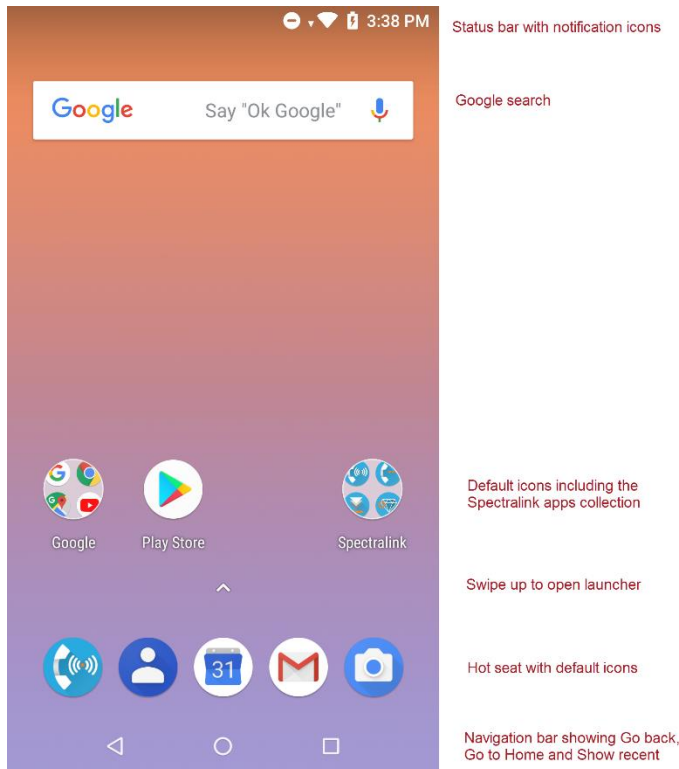 3:38 PM
Status bar with notification icons
Google Say "Ok Google"
Google search
Default icons including the
Spectralink apps collection
Google Play Store Spectralink
Swipe up to open launcher
31
Hot seat with default icons
Navigation bar showing Go back,
Go to Home and Show recent